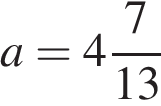 a = 4 7/13